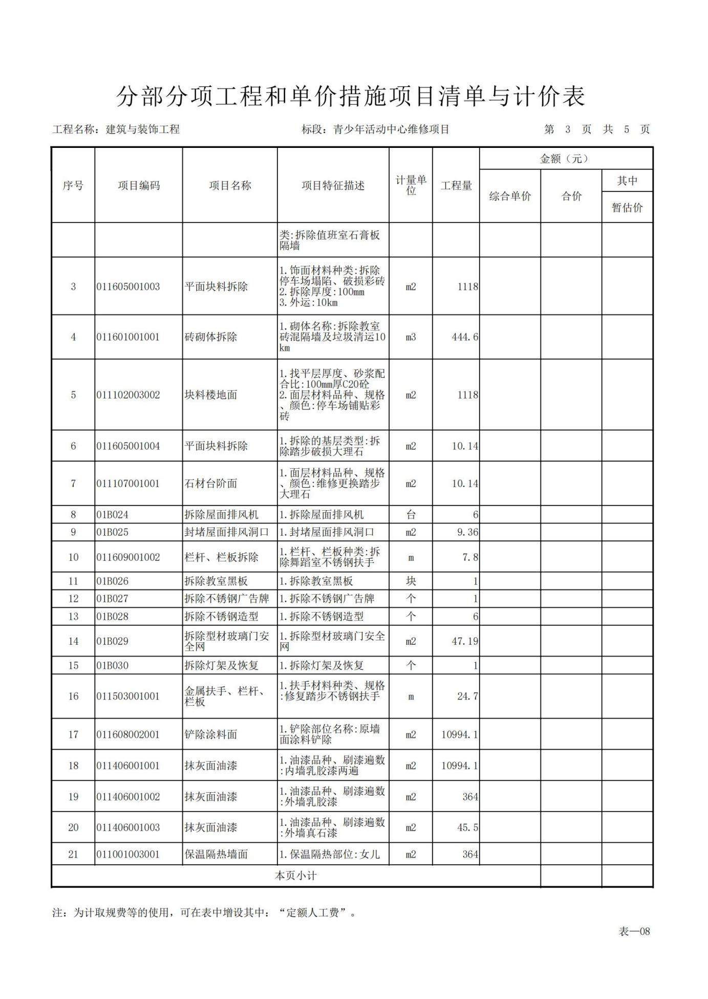 分部分项工程和单价措施项目清单与计价表
工程名称：建筑与装饰工程 标段：青少年活动中心维修项目 第 3 页 共 5 页
序号 项目编码 项目名称 项目特征描述 计量单位 工程量 金额（元）
综合单价 合价 其中
暂估价
类:拆除值班室石膏板
隔墙
3 011605001003 平面块料拆除 1.饰面材料种类:拆除
停车场塌陷、破损彩砖
2.拆除厚度:100mm
3.外运:10km
m2 1118
4 011601001001 砖砌体拆除 1.砌体名称:拆除教室
砖混隔墙及垃圾清运10
km
m3 444.6
5 011102003002 块料楼地面 1.找平层厚度、砂浆配
合比:100mm厚C20砼
2.面层材料品种、规格
、颜色:停车场铺贴彩
砖
m2 1118
6 011605001004 平面块料拆除 1.拆除的基层类型:拆
除踏步破损大理石
m2 10.14
7 011107001001 石材台阶面 1.面层材料品种、规格
、颜色:维修更换踏步
大理石
m2 10.14
8 01B024 拆除屋面排风机 1.拆除屋面排风机 台 6
9 01B025 封堵屋面排风洞口 1.封堵屋面排风洞口 m2 9.36
10 011609001002 栏杆、栏板拆除 1.栏杆、栏板种类:拆
除舞蹈室不锈钢扶手
m 7.8
11 01B026 拆除教室黑板 1.拆除教室黑板 块 1
12 01B027 拆除不锈钢广告牌 1.拆除不锈钢广告牌 个 1
13 01B028 拆除不锈钢造型 1.拆除不锈钢造型 个 6
14 01B029 拆除型材玻璃门安
全网
1.拆除型材玻璃门安全
网
m2 47.19
15 01B030 拆除灯架及恢复 1.拆除灯架及恢复 个 1
16 011503001001 金属扶手、栏杆、
栏板
1.扶手材料种类、规格
:修复踏步不锈钢扶手
m 24.7
17 011608002001 铲除涂料面 1.铲除部位名称:原墙
面涂料铲除
m2 10994.1
18 011406001001 抹灰面油漆 1.油漆品种、刷漆遍数
:内墙乳胶漆两遍
m2 10994.1
19 011406001002 抹灰面油漆 1.油漆品种、刷漆遍数
:外墙乳胶漆
m2 364
20 011406001003 抹灰面油漆 1.油漆品种、刷漆遍数
:外墙真石漆
m2 45.5
21 011001003001 保温隔热墙面 1.保温隔热部位:女儿 m2 364
本页小计
注：为计取规费等的使用，可在表中增设其中：“定额人工费”。
表—08